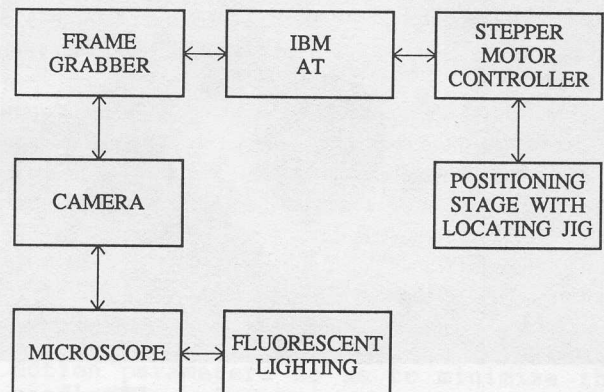 FRAME
GRABBER
IBM
AT
STEPPER
MOTOR
CONTROLLER
CAMERA
POSITIONING
STAGE WITH
LOCATING JIG
MICROSCOPE
FLUORESCENT
LIGHTING